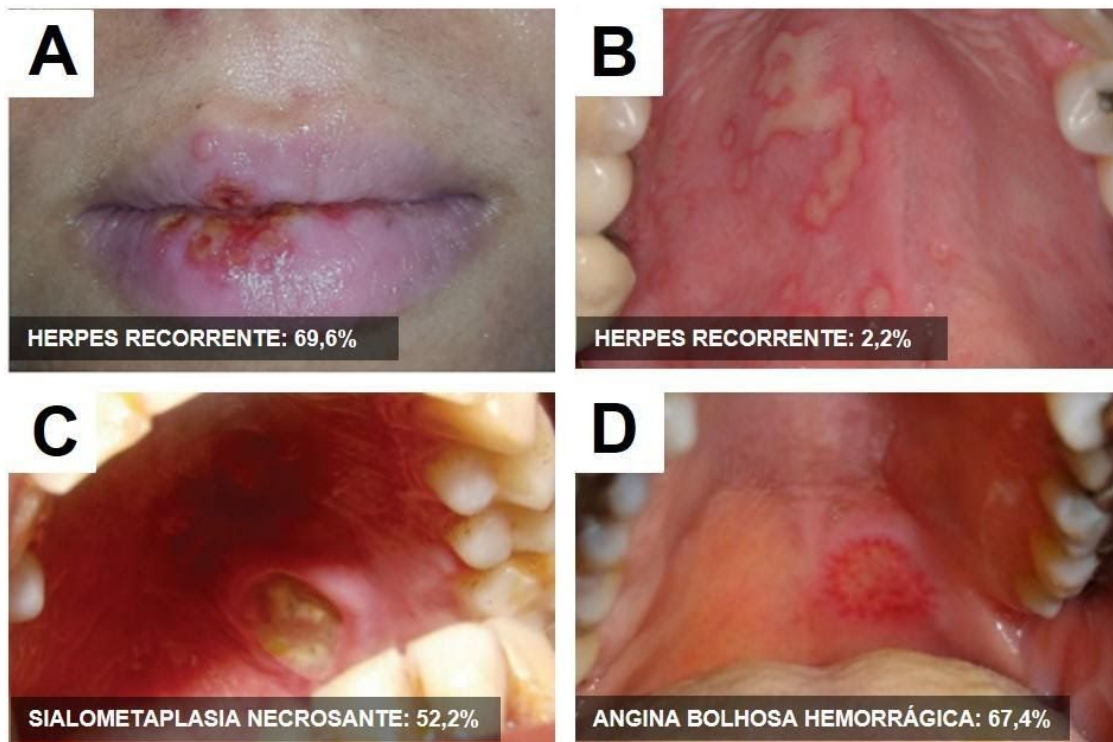 A
HERPES RECORRENTE: 69,6%
B
HERPES RECORRENTE: 2,2%
C
SIALOMETAPLASIA NECROSANTE: 52,2%
D
ANGINA BOLHOSA HEMORRÁGICA: 67,4%